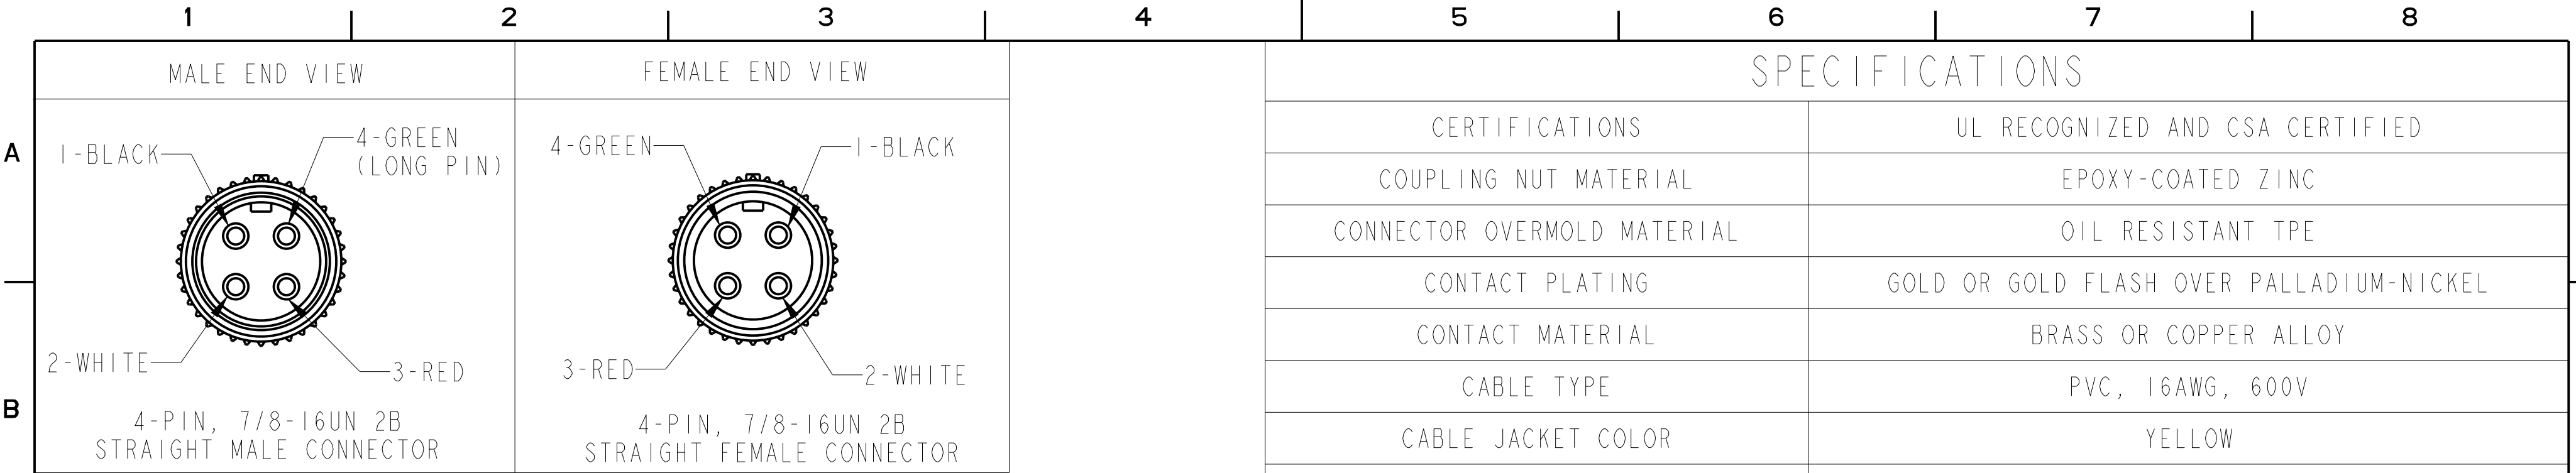 1 2 3 4 5 6 7 8
MALE END VIEW
1-BLACK
4-GREEN
(LONG PIN)
2-WHITE
3-RED
4-PIN, 7/8-16UN 2B
STRAIGHT MALE CONNECTOR
FEMALE END VIEW
4-GREEN
1-BLACK
3-RED
2-WHITE
4-PIN, 7/8-16UN 2B
STRAIGHT FEMALE CONNECTOR
SPECIFICATIONS
CERTIFICATIONS UL RECOGNIZED AND CSA CERTIFIED
COUPLING NUT MATERIAL EPOXY-COATED ZINC
CONNECTOR OVERMOLD MATERIAL OIL RESISTANT TPE
CONTACT PLATING GOLD OR GOLD FLASH OVER PALLADIUM-NICKEL
CONTACT MATERIAL BRASS OR COPPER ALLOY
CABLE TYPE PVC, 16AWG, 600V
CABLE JACKET COLOR YELLOW
A
B